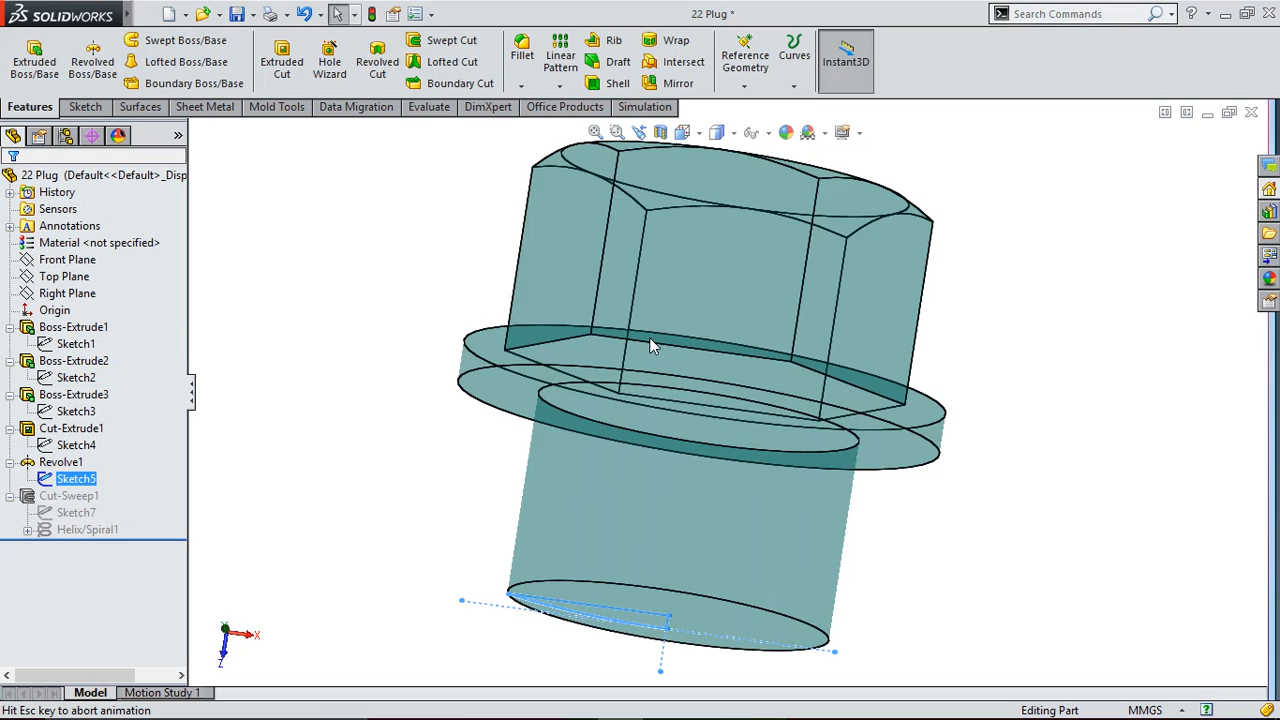 SOLIDWORKS
22 Plug *
Search Commands
Extruded Boss/Base
Revolved Boss/Base
Swept Boss/Base
Lofted Boss/Base
Boundary Boss/Base
Extruded Cut
Hole Wizard
Revolved Cut
Swept Cut
Lofted Cut
Boundary Cut
Fillet
Linear Pattern
Rib
Draft
Shell
Wrap
Intersect
Mirror
Reference Geometry
Curves
Instant3D
Features
Sketch
Surfaces
Sheet Metal
Mold Tools
Data Migration
Evaluate
DimXpert
Office Products
Simulation
22 Plug (Default<<Default>_Disp
History
Sensors
Annotations
Material <not specified>
Front Plane
Top Plane
Right Plane
Origin
Boss-Extrude1
Sketch1
Boss-Extrude2
Sketch2
Boss-Extrude3
Sketch3
Cut-Extrude1
Sketch4
Revolve1
Sketch5
Cut-Sweep1
Sketch7
Helix/Spiral1
X
Z
Model
Motion Study 1
Hit Esc key to abort animation
Editing Part
MMGS